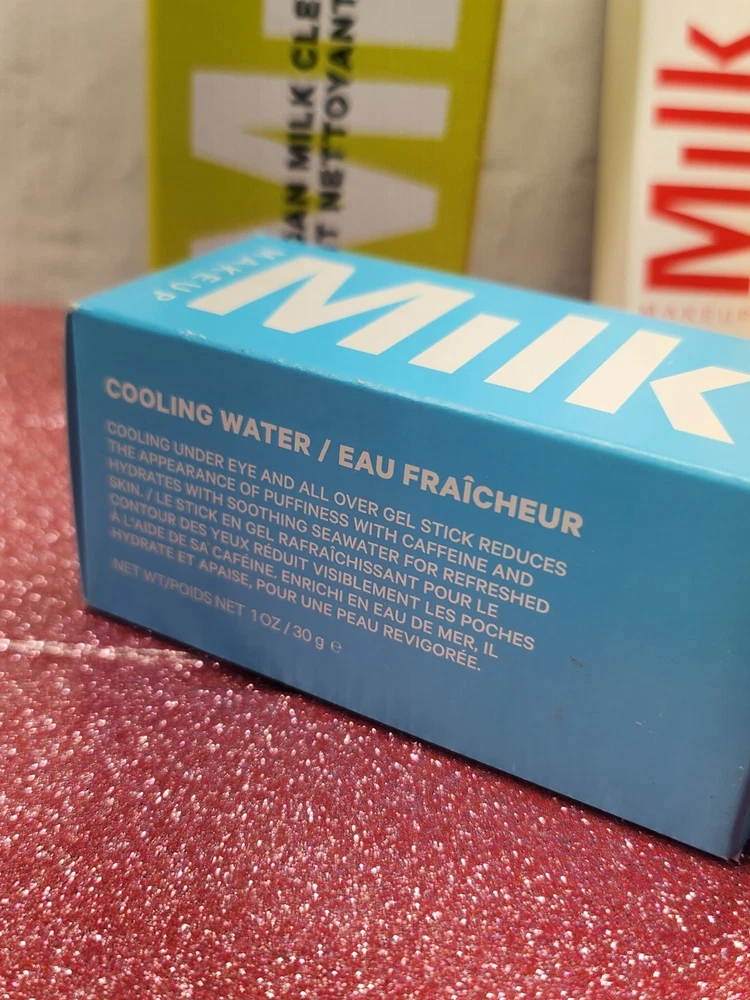 MILK CLE
NETTOYANT
Milk
MAKEUP
Milk
MAKEUP
COOLING WATER / EAU FRAÎCHEUR
COOLING UNDER EYE AND ALL OVER GEL STICK REDUCES
THE APPEARANCE OF PUFFINESS WITH CAFFEINE AND
HYDRATES WITH SOOTHING SEAWATER FOR REFRESHED
SKIN. / LE STICK EN GEL RAFRAÎCHISSANT POUR LE
CONTOUR DES YEUX RÉDUIT VISIBLEMENT LES POCHES
À L'AIDE DE SA CAFÉINE. ENRICHI EN EAU DE MER, IL
HYDRATE ET APAISE, POUR UNE PEAU REVIGORÉE.
NET WT/POIDS NET 1 OZ / 30 g ℮